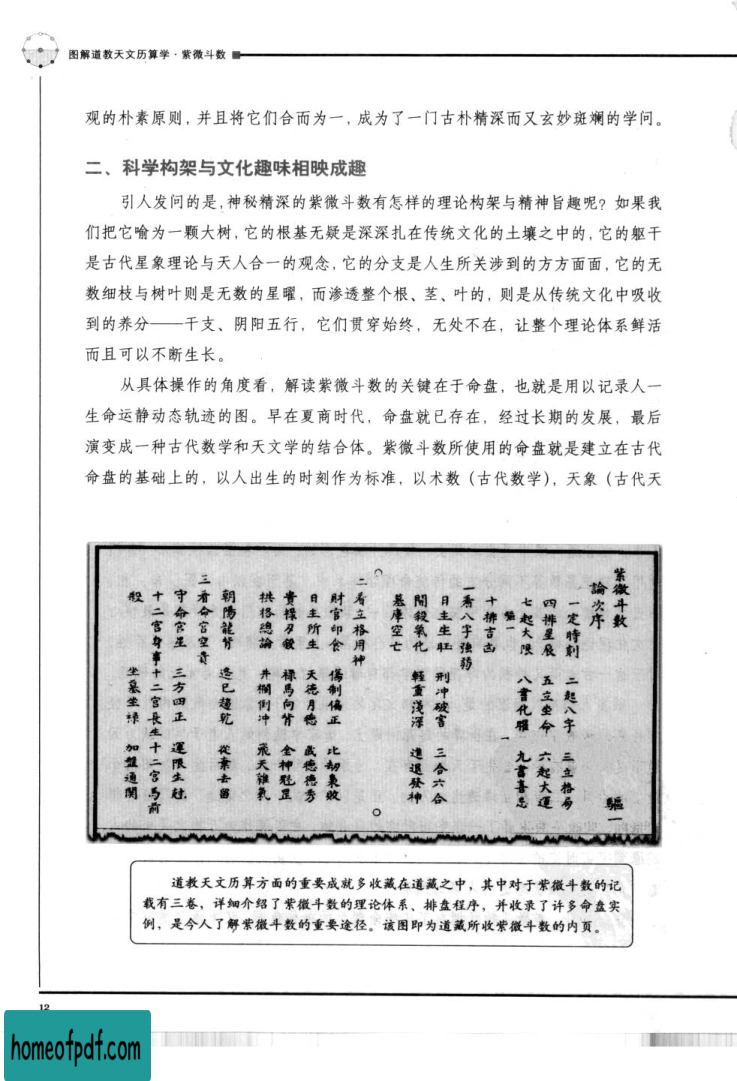 图解道教天文历算学·紫微斗数
观的朴素原则，并且将它们合而为一，成为了一门古朴精深而又玄妙斑斓的学问。
二、科学构架与文化趣味相映成趣
引人发问的是，神秘精深的紫微斗数有怎样的理论构架与精神旨趣呢？如果我
们把它喻为一颗大树，它的根基无疑是深深扎在传统文化的土壤之中的，它的躯干
是古代星象理论与天人合一的观念，它的分支是人生所关涉到的方方面面，它的无
数细枝与树叶则是无数的星曜，而渗透整个根、茎、叶的，则是从传统文化中吸收
到的养分——干支、阴阳五行，它们贯穿始终，无处不在，让整个理论体系鲜活
而且可以不断生长。
从具体操作的角度看，解读紫微斗数的关键在于命盘，也就是用以记录人一
生命运静动态轨迹的图。早在夏商时代，命盘就已存在，经过长期的发展，最后
演变成一种古代数学和天文学的结合体。紫微斗数所使用的命盘就是建立在古代
命盘的基础上的，以人出生的时刻作为标准，以术数（古代数学），天象（古代天
紫微斗數
論次序 驅一
一定時刻 二起八字 三立格局
四排星辰 五立坐命 六起大運
七起大限 八書化曜 九書喜忌
十排吉凶
一看八字強弱
日主生旺 刑冲破害 三合六合
閑殺氣化 輕重淺深 進退發神
墓庫空亡
二看立格用神
財官印食 傷制偏正 比劫衰敗
日主所生 天德月德 歲德德秀
貴祿刃殺 祿馬向背 金神魁罡
拱格總論 井欄倒冲 飛天雜氣
朝陽龍背 遙巳趨乾 從象去留
三看命宮空貴
守命宮星 三方四正 運限生尅
十二宮身事十二宮長生十二宮馬前
殺 坐墓坐祿 加盤通關
道教天文历算方面的重要成就多收藏在道藏之中，其中对于紫微斗数的记
载有三卷，详细介绍了紫微斗数的理论体系、排盘程序，并收录了许多命盘实
例，是今人了解紫微斗数的重要途径。该图即为道藏所收紫微斗数的内页。
12
homeofpdf.com